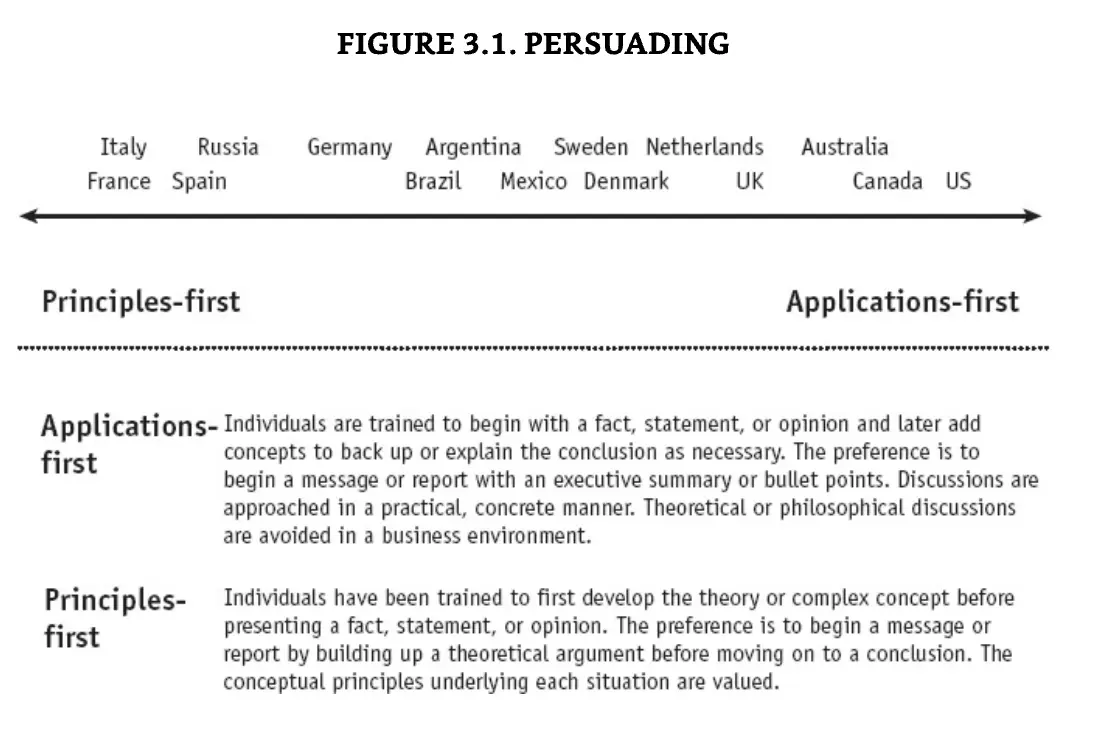 FIGURE 3.1. PERSUADING
Italy Russia Germany Argentina Sweden Netherlands Australia
France Spain Brazil Mexico Denmark UK Canada US
Principles-first Applications-first
Applications- Individuals are trained to begin with a fact, statement, or opinion and later add
first concepts to back up or explain the conclusion as necessary. The preference is to
begin a message or report with an executive summary or bullet points. Discussions are
approached in a practical, concrete manner. Theoretical or philosophical discussions
are avoided in a business environment.
Principles- Individuals have been trained to first develop the theory or complex concept before
first presenting a fact, statement, or opinion. The preference is to begin a message or
report by building up a theoretical argument before moving on to a conclusion. The
conceptual principles underlying each situation are valued.